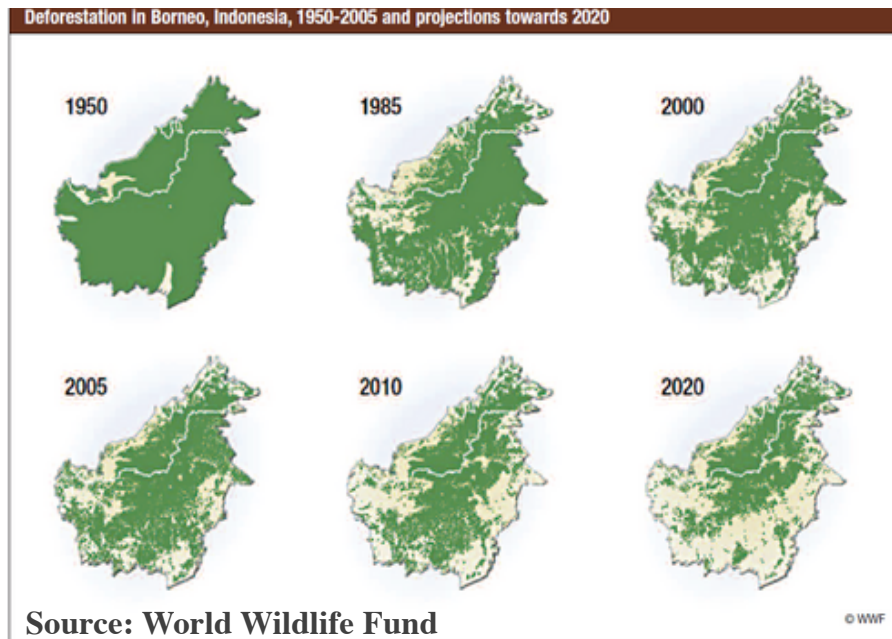 Deforestation in Borneo, Indonesia, 1950-2005 and projections towards 2020
1950
1985
2000
2005
2010
2020
Source: World Wildlife Fund
© WWF